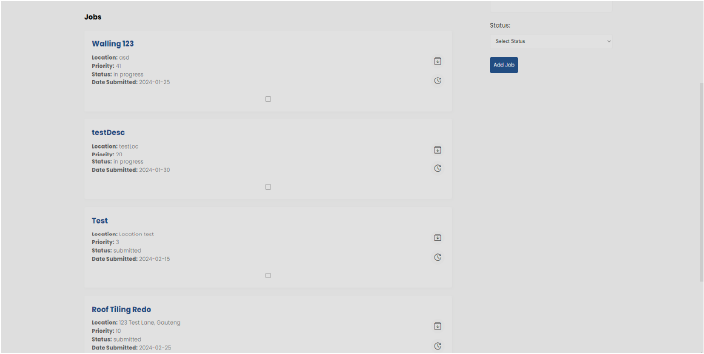 Jobs
Walling 123
Location: asd
Priority: 41
Status: In progress
Date Submitted: 2024-01-25
testDesc
Location: testLoc
Priority: 20
Status: In progress
Date Submitted: 2024-01-30
Test
Location: Location test
Priority: 3
Status: submitted
Date Submitted: 2024-02-19
Roof Tiling Redo
Location: 123 Test Lane, Gauteng
Priority: 10
Status: submitted
Date Submitted: 2024-03-25
Status:
Select Status
Add Job